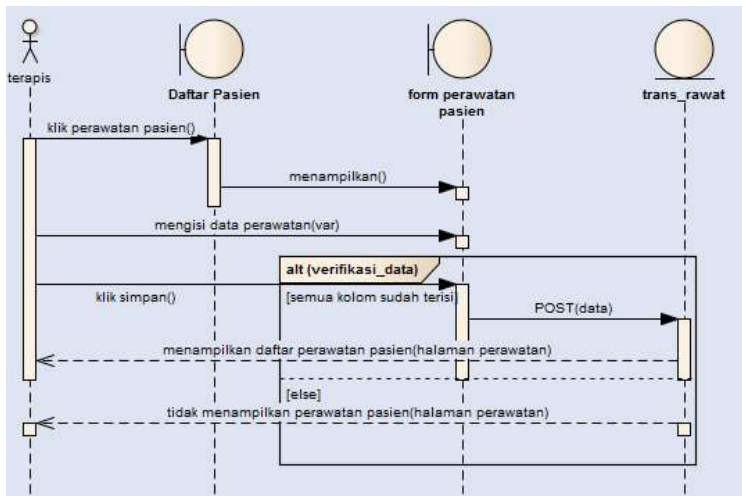 terapis
Daftar Pasien
form perawatan
pasien
trans_rawat
klik perawatan pasien()
menampilkan()
mengisi data perawatan(var)
alt (verifikasi_data)
klik simpan()
[semua kolom sudah terisi]
POST(data)
menampilkan daftar perawatan pasien(halaman perawatan)
[else]
tidak menampilkan perawatan pasien(halaman perawatan)